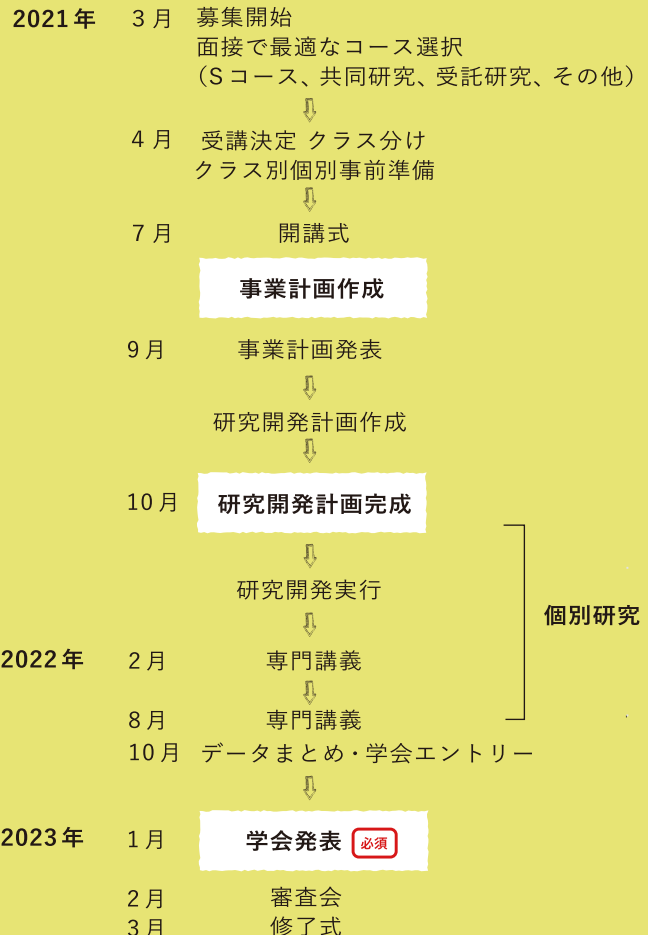 2021年 3月 募集開始
面接で最適なコース選択
（Sコース、共同研究、受託研究、その他）
4月 受講決定 クラス分け
クラス別個別事前準備
7月 開講式
事業計画作成
9月 事業計画発表
研究開発計画作成
10月 研究開発計画完成
研究開発実行
個別研究
2022年 2月 専門講義
8月 専門講義
10月 データまとめ・学会エントリー
2023年 1月 学会発表 必須
2月 審査会
3月 修了式